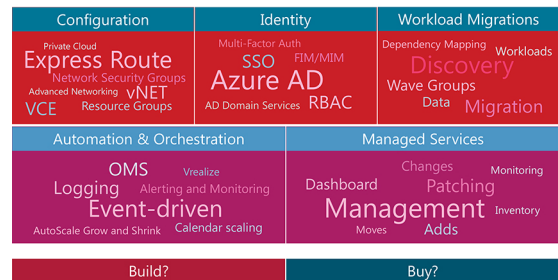 Configuration
Private Cloud
Express Route
Network Security Groups
Advanced Networking vNET
VCE Resource Groups
Identity
Multi-Factor Auth
SSO FIM/MIM
Azure AD
AD Domain Services RBAC
Workload Migrations
Dependency Mapping Workloads
Discovery
Wave Groups
Data Migration
Automation & Orchestration
OMS Vrealize
Logging Alerting and Monitoring
Event-driven
AutoScale Grow and Shrink Calendar scaling
Managed Services
Changes Monitoring
Dashboard Patching
Management Inventory
Moves Adds
Build?
Buy?